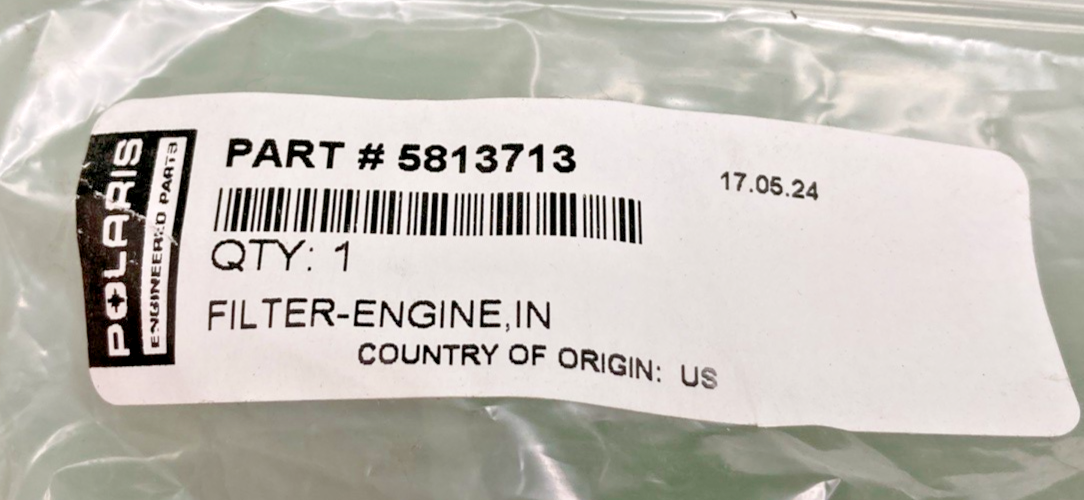 POLARIS
ENGINEERED PARTS
PART # 5813713
17.05.24
QTY: 1
FILTER-ENGINE,IN
COUNTRY OF ORIGIN: US